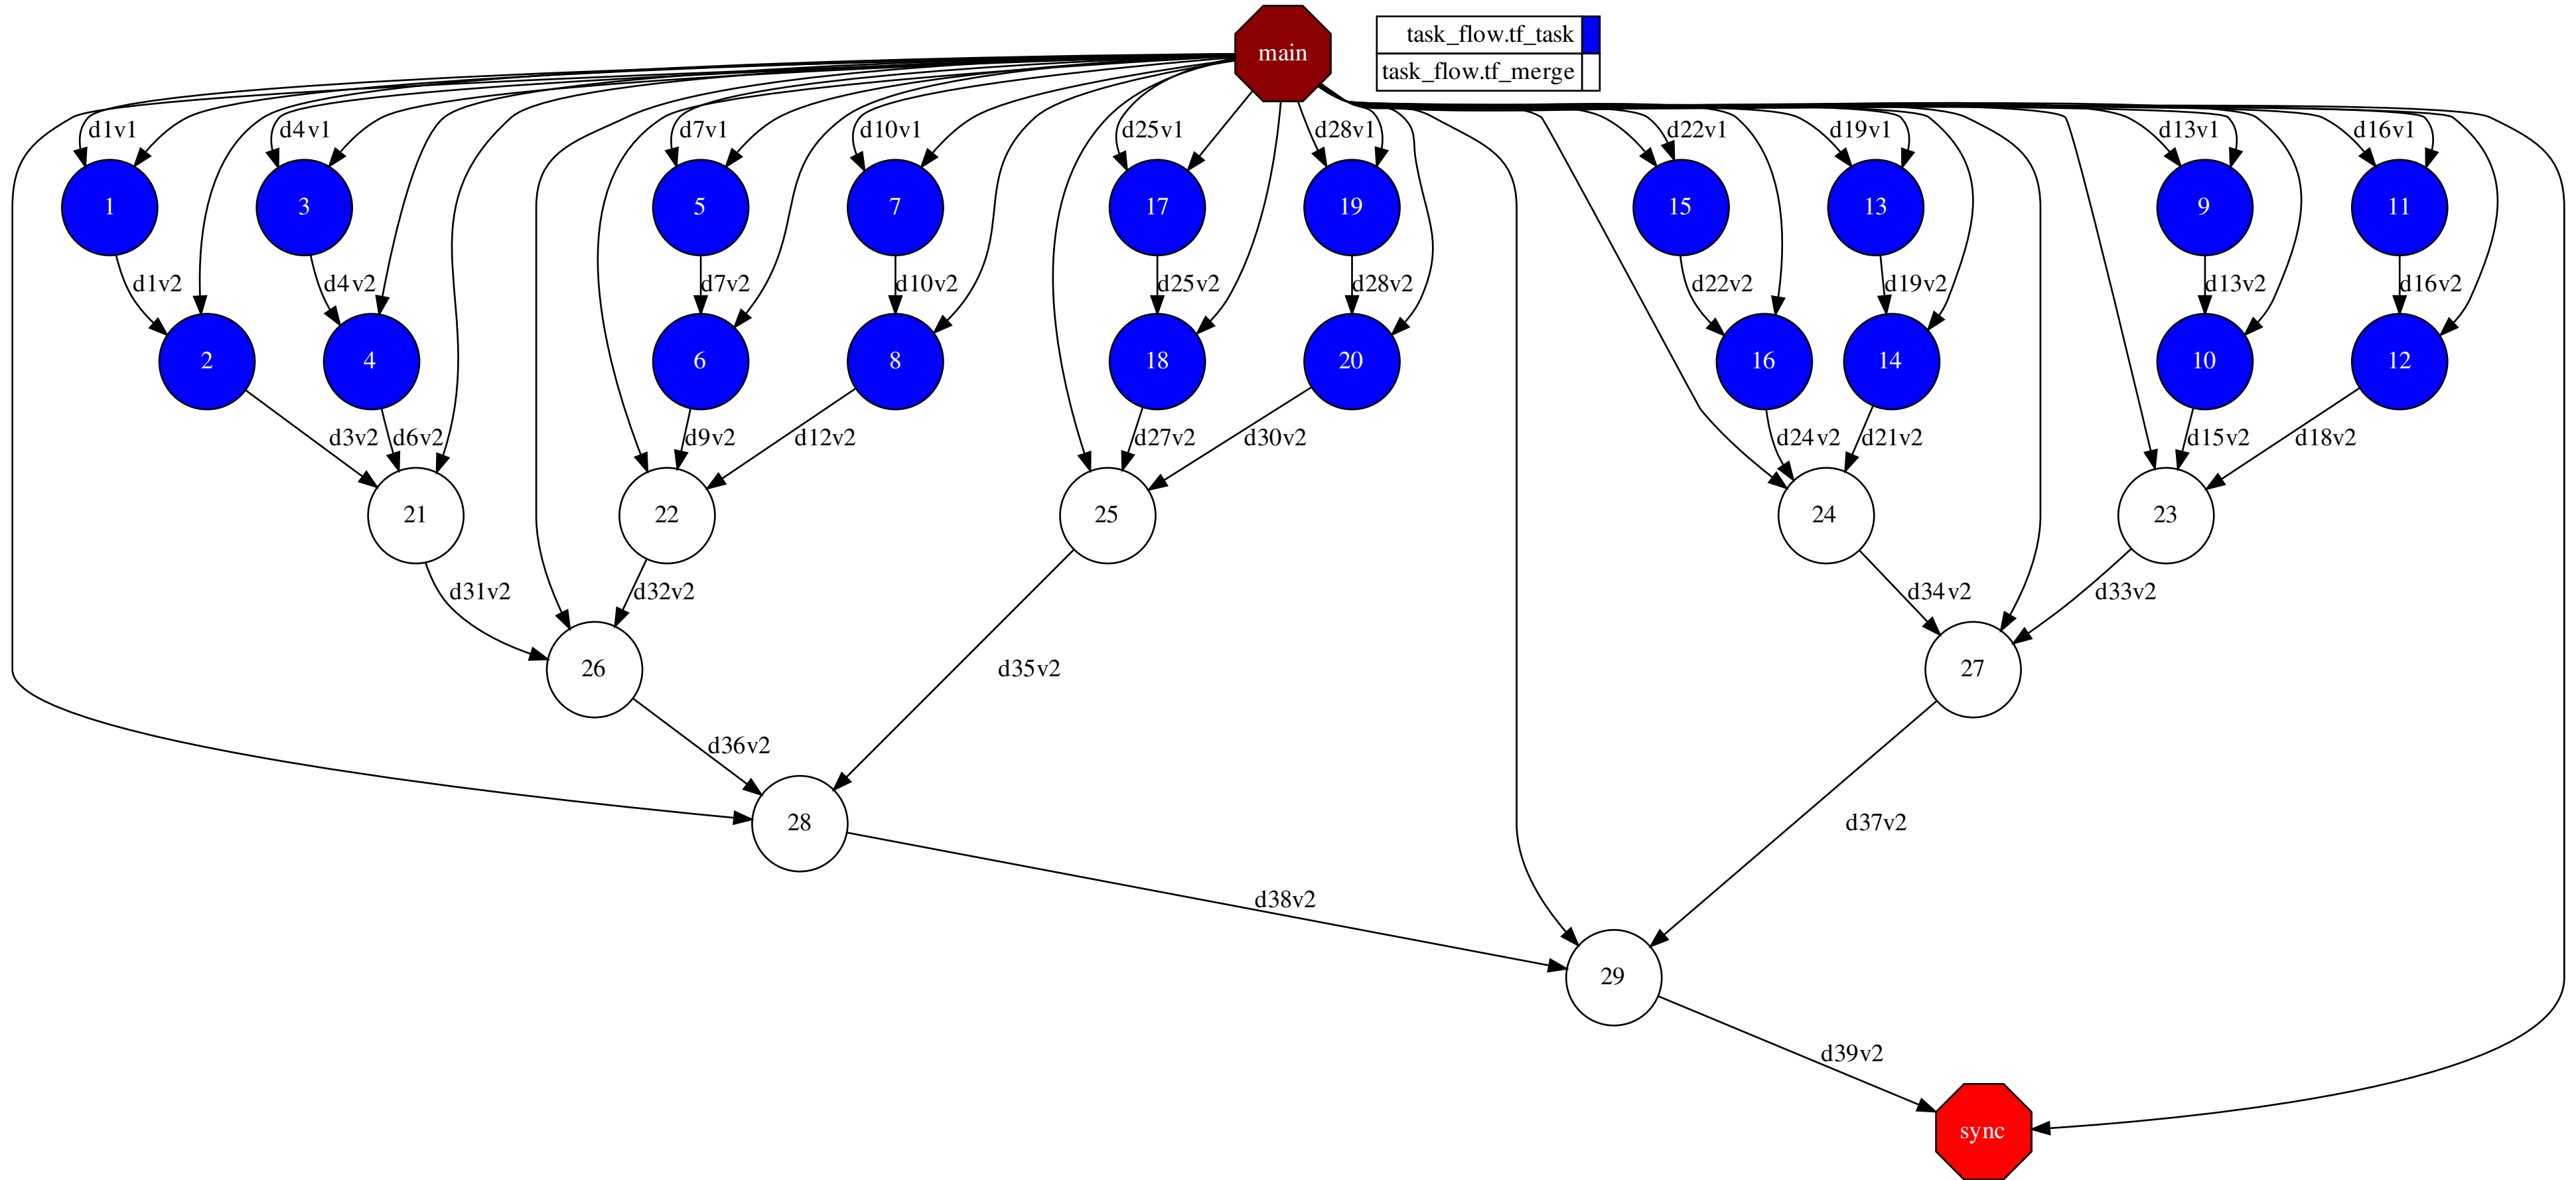 main
task_flow.tf_task
task_flow.tf_merge
d1v1
d4v1
d7v1
d10v1
d25v1
d28v1
d22v1
d19v1
d13v1
d16v1
1
3
5
7
17
19
15
13
9
11
d1v2
d4v2
d7v2
d10v2
d25v2
d28v2
d22v2
d19v2
d13v2
d16v2
2
4
6
8
18
20
16
14
10
12
d3v2
d6v2
d9v2
d12v2
d27v2
d30v2
d24v2
d21v2
d15v2
d18v2
21
22
25
24
23
d31v2
d32v2
d34v2
d33v2
26
d35v2
27
d36v2
28
d37v2
d38v2
29
d39v2
sync